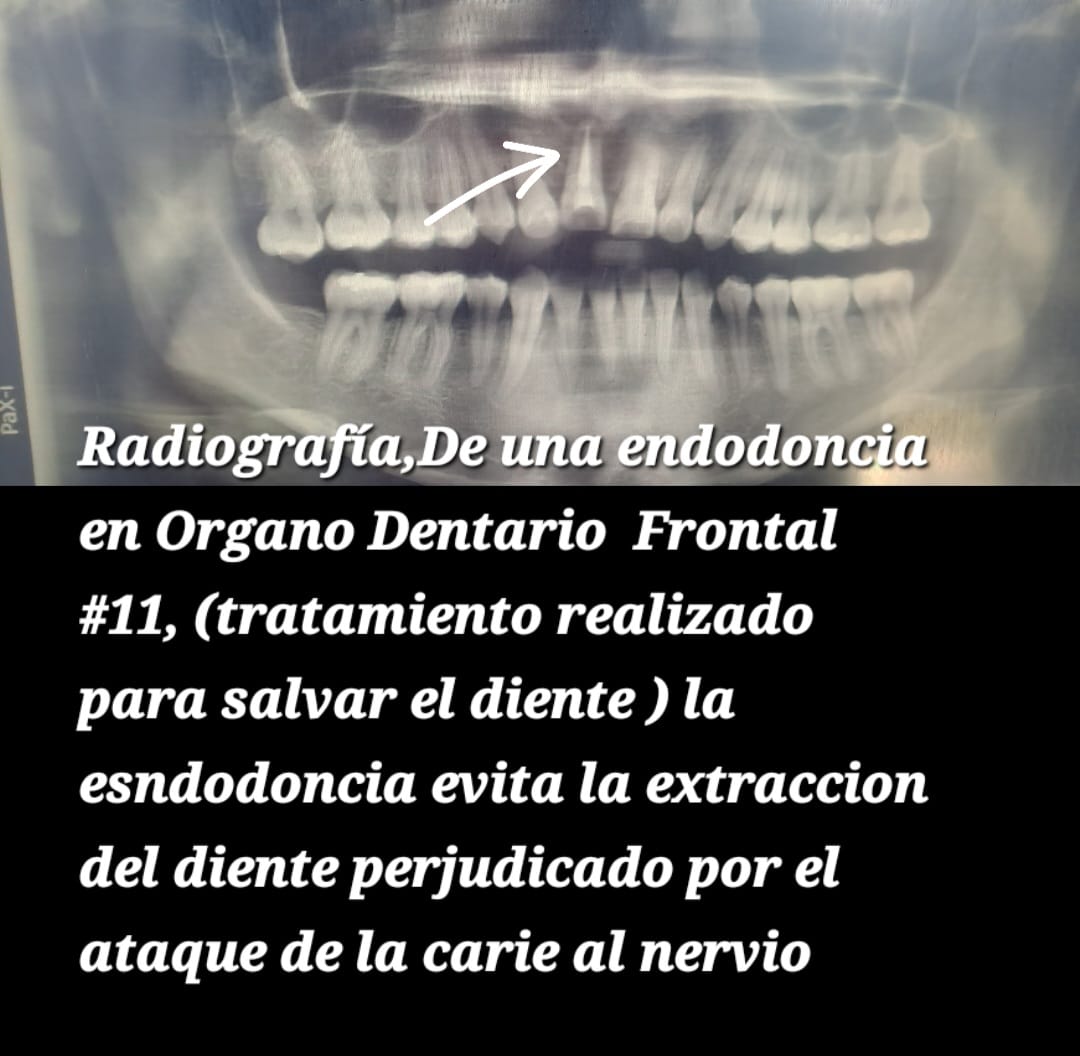 PaX-i
Radiografía,De una endodoncia
en Organo Dentario Frontal
#11, (tratamiento realizado
para salvar el diente ) la
esndodoncia evita la extraccion
del diente perjudicado por el
ataque de la carie al nervio